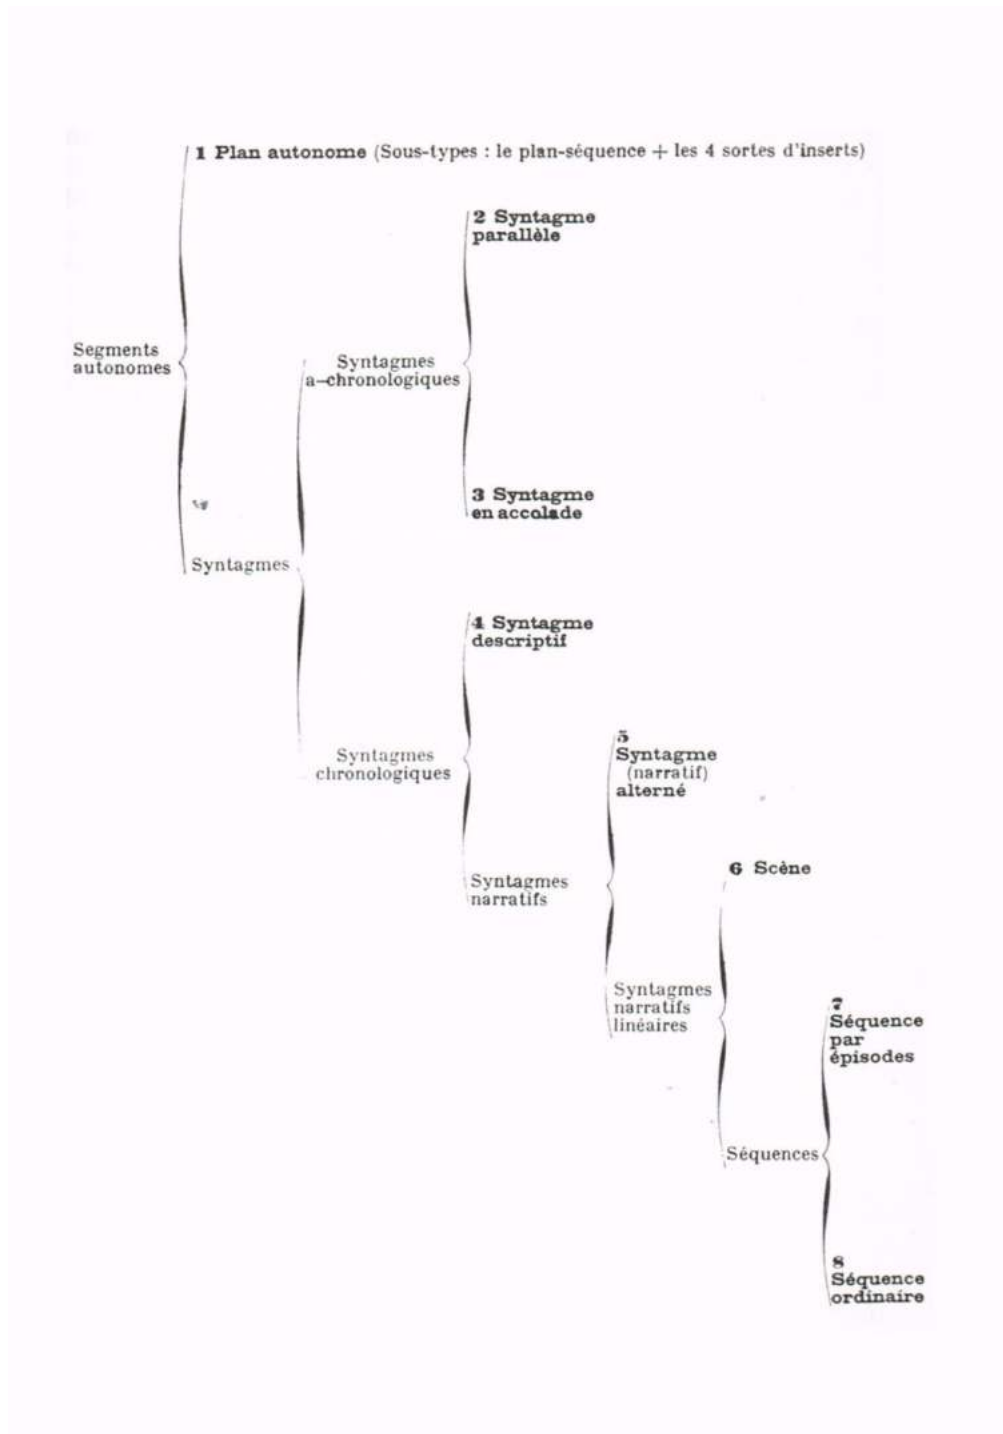 1 Plan autonome (Sous-types : le plan-séquence + les 4 sortes d'inserts)
2 Syntagme
parallèle
Segments
autonomes
Syntagmes
a-chronologiques
3 Syntagme
en accolade
Syntagmes
4 Syntagme
descriptif
Syntagmes
chronologiques
5
Syntagme
(narratif)
alterné
Syntagmes
narratifs
6 Scène
Syntagmes
narratifs
linéaires
7
Séquence
par
épisodes
Séquences
8
Séquence
ordinaire